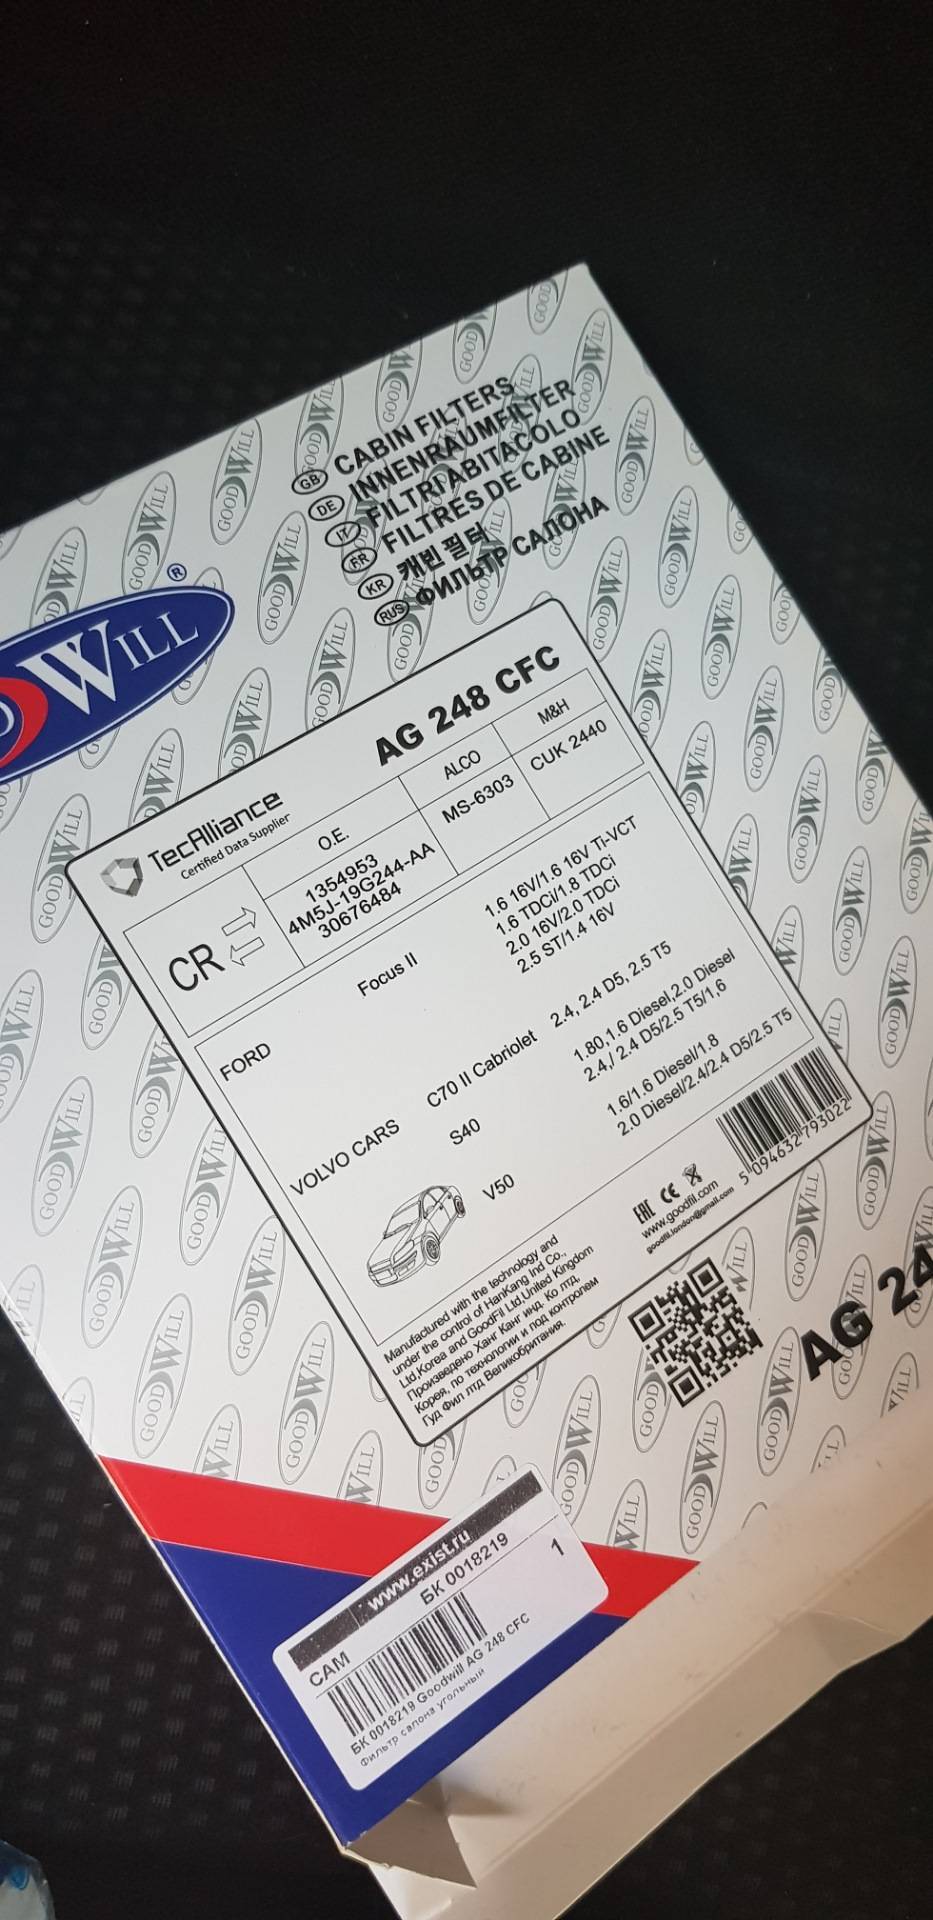 GB CABIN FILTERS
DE INNENRAUMFILTER
IT FILTRI ABITACOLO
FR FILTRES DE CABINE
KR 캐빈 필터
RUS ФИЛЬТР САЛОНА
WILL ®
AG 248 CFC
TecAlliance
Certified Data Supplier
O.E. ALCO M&H
CR
1354953 MS-6303 CUK 2440
4M5J-19G244-AA
30676484
FORD Focus II 1.6 16V/1.6 16V Ti-VCT
1.6 TDCi/1.8 TDCi
2.0 16V/2.0 TDCi
2.5 ST/1.4 16V
VOLVO CARS C70 II Cabriolet 2.4, 2.4 D5, 2.5 T5
S40 1.80,1.6 Diesel,2.0 Diesel
2.4,/ 2.4 D5/2.5 T5/1,6
V50 1.6/1.6 Diesel/1.8
2.0 Diesel/2.4/2.4 D5/2.5 T5
Manufactured with the technology and
under the control of HanKang Ind Co.,
Ltd,Korea and GoodFil Ltd,United Kingdom
Произведено Ханг Канг инд. Ко лтд,
Корея, по технологии и под контролем
Гуд Фил лтд Великобритания.
EAC CE
www.goodfil.com
goodfil.london@gmail.com
5 094632 793022
AG 24
GOODWILL
www.exist.ru
САМ БК 0018219 1
БК 0018219 Goodwill AG 248 CFC
Фильтр салона угольный